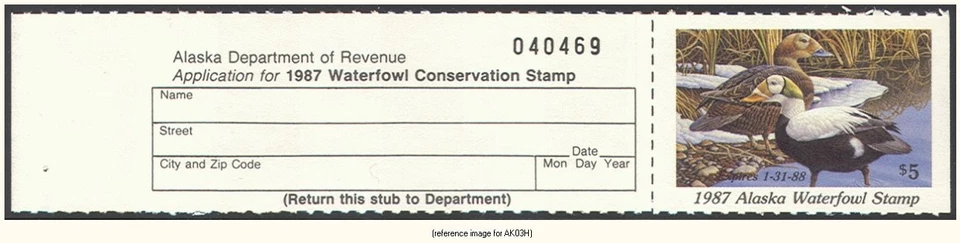 040469
Alaska Department of Revenue
Application for 1987 Waterfowl Conservation Stamp
Name
Street
City and Zip Code
Date
Mon Day Year
(Return this stub to Department)
Expires 1-31-88
$5
1987 Alaska Waterfowl Stamp
(reference image for AK03H)